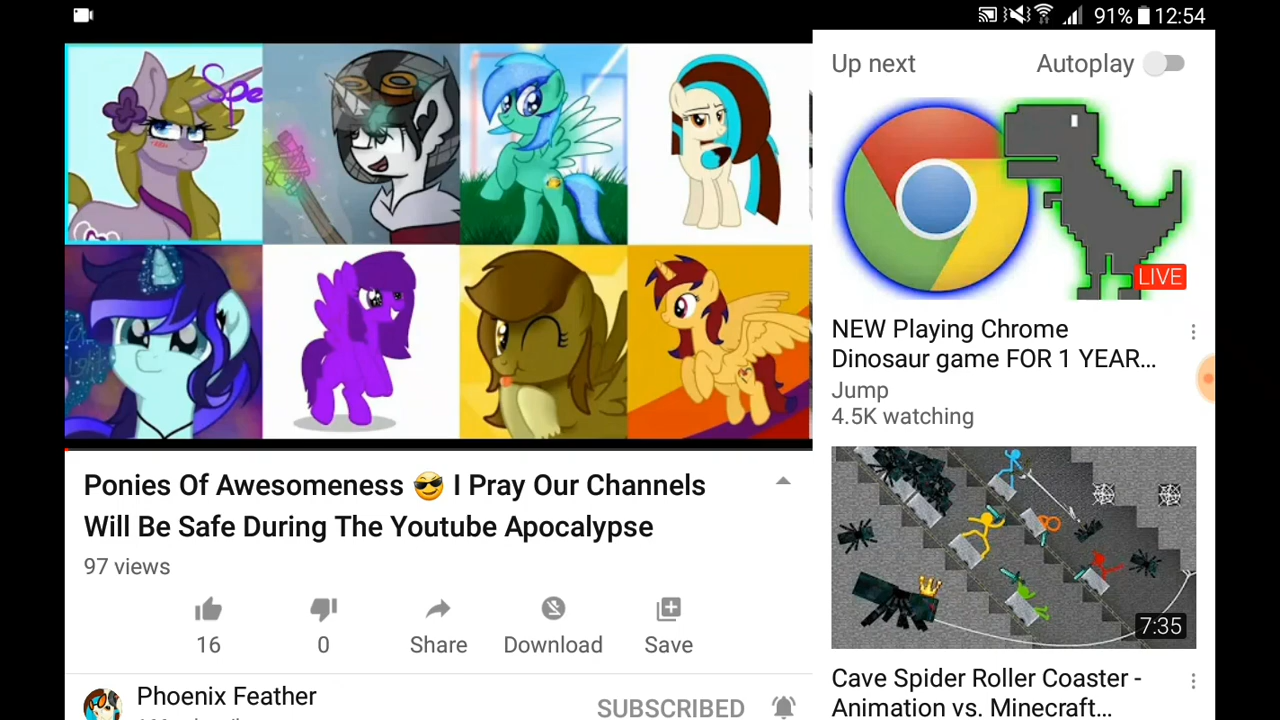 91% 12:54
Spe
Up next
Autoplay
LIVE
NEW Playing Chrome
Dinosaur game FOR 1 YEAR...
Jump
4.5K watching
7:35
Cave Spider Roller Coaster -
Animation vs. Minecraft...
Ponies Of Awesomeness 😎 I Pray Our Channels
Will Be Safe During The Youtube Apocalypse
97 views
16
0
Share
Download
Save
Phoenix Feather
SUBSCRIBED